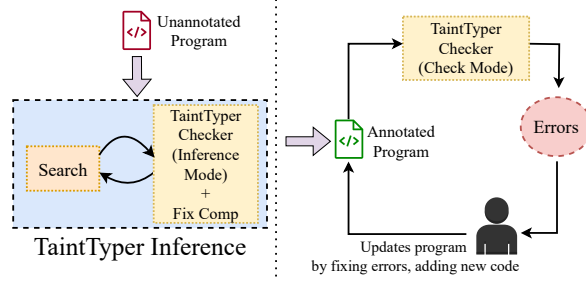 Unannotated
Program
</>
TaintTyper
Checker
(Inference
Mode)
+
Fix Comp
Search
TaintTyper Inference
TaintTyper
Checker
(Check Mode)
</>
Annotated
Program
Errors
Updates program
by fixing errors, adding new code